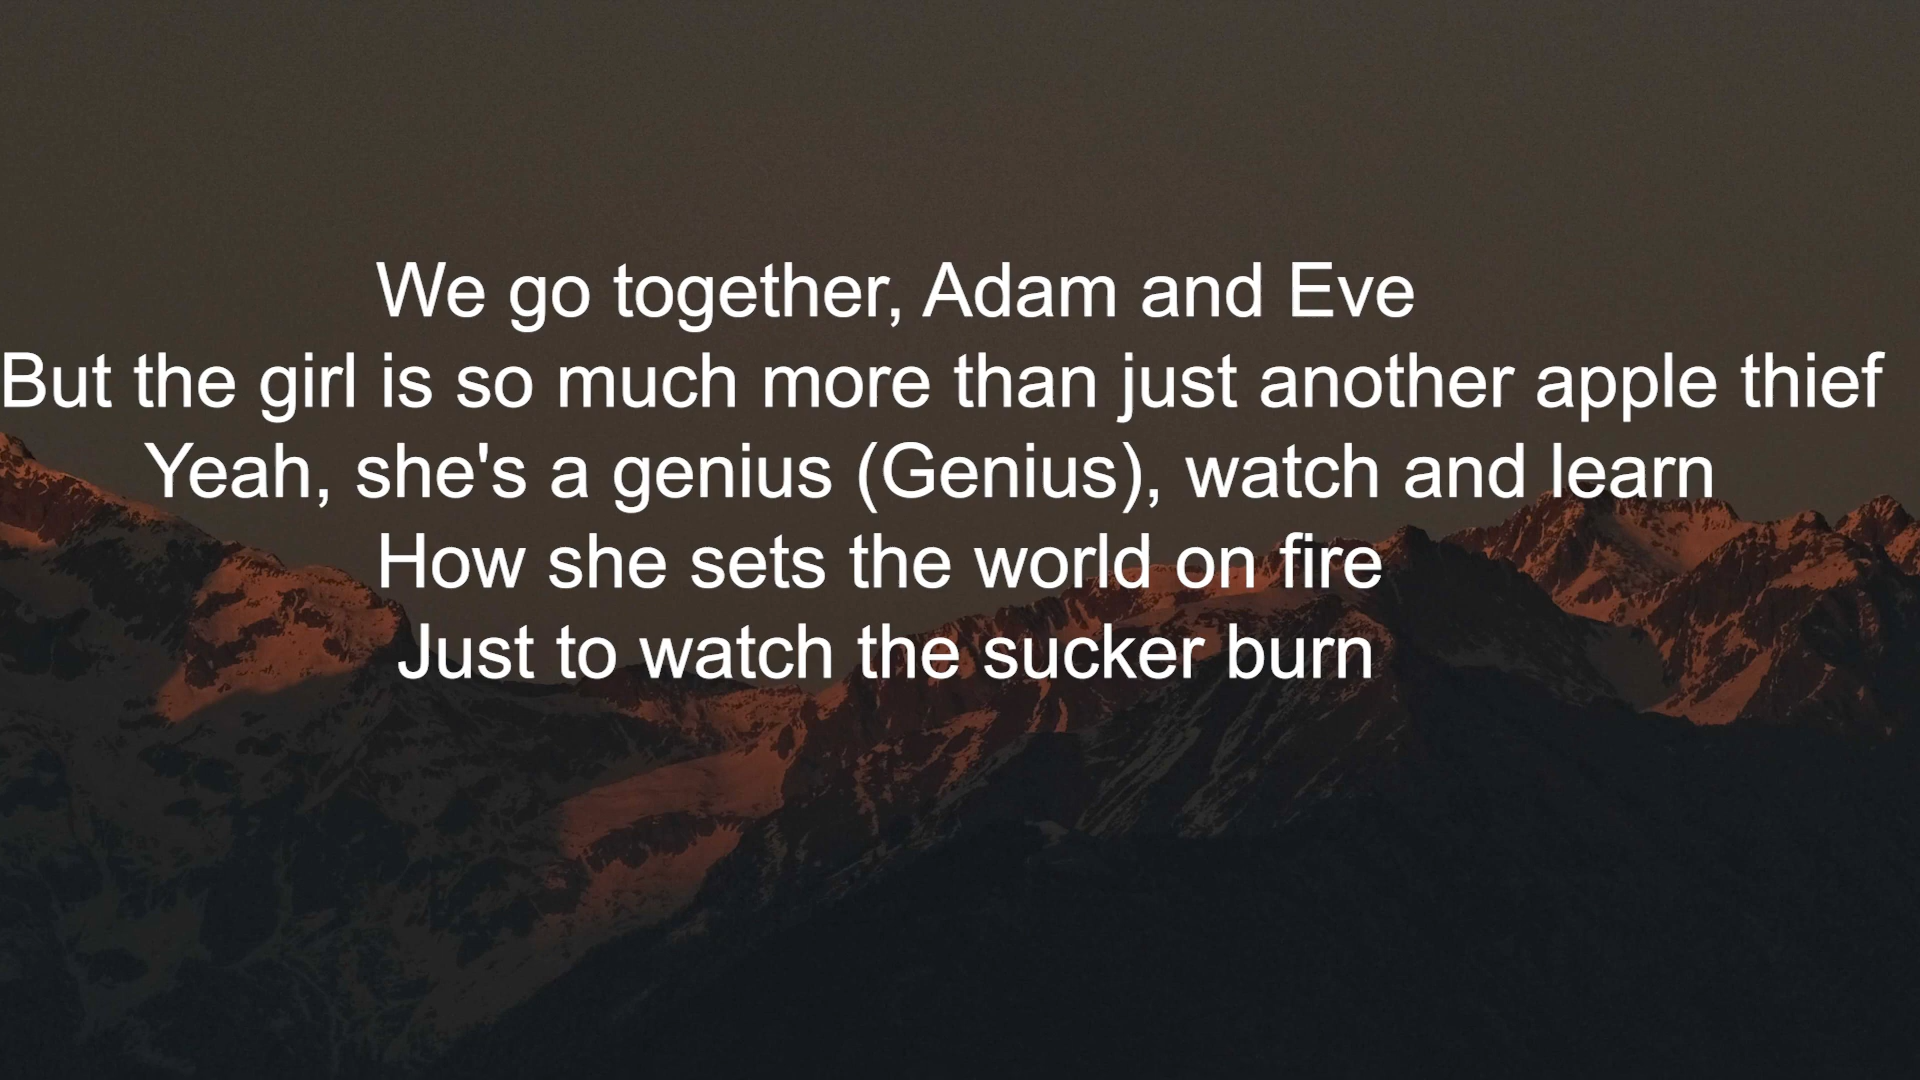 We go together, Adam and Eve
But the girl is so much more than just another apple thief
Yeah, she's a genius (Genius), watch and learn
How she sets the world on fire
Just to watch the sucker burn